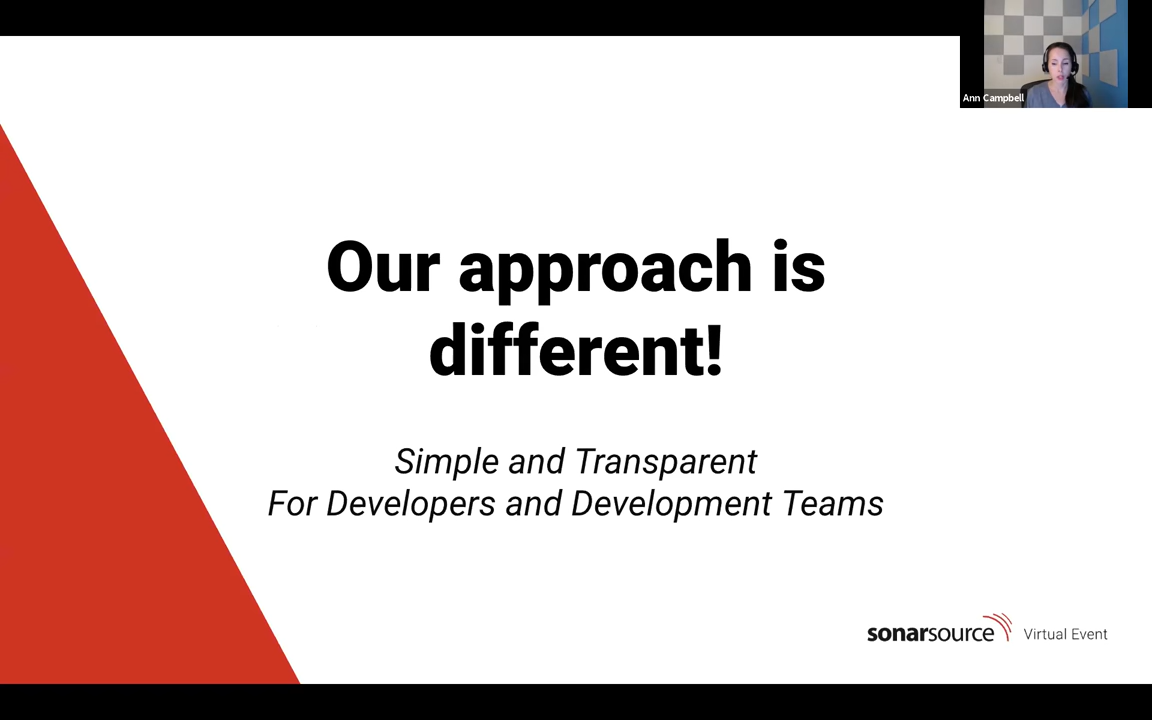 Ann Campbell
Our approach is
different!
Simple and Transparent
For Developers and Development Teams
sonarsource Virtual Event